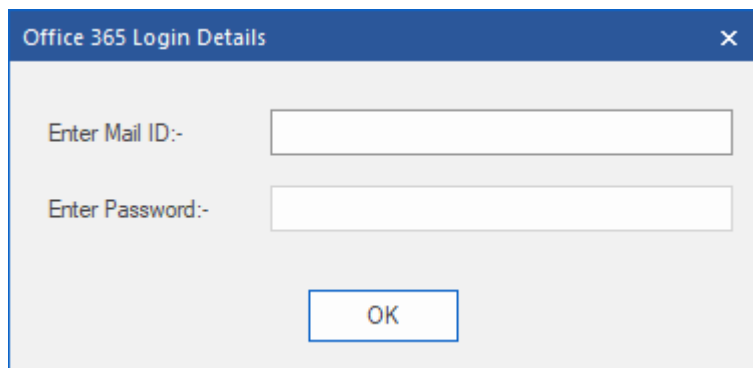 Office 365 Login Details
Enter Mail ID:-
Enter Password:-
OK